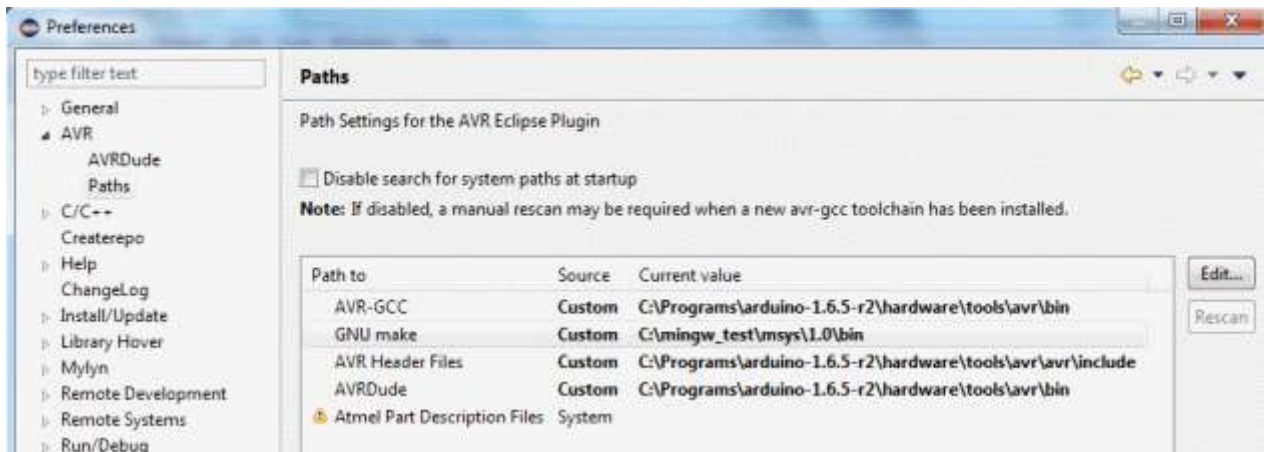 Preferences
type filter text
General
AVR
AVRDude
Paths
C/C++
Createrepo
Help
ChangeLog
Install/Update
Library Hover
Mylyn
Remote Development
Remote Systems
Run/Debug
Paths
Path Settings for the AVR Eclipse Plugin
Disable search for system paths at startup
Note: If disabled, a manual rescan may be required when a new avr-gcc toolchain has been installed.
Path to Source Current value
AVR-GCC Custom C:\Programs\arduino-1.6.5-r2\hardware\tools\avr\bin
GNU make Custom C:\mingw_test\msys\1.0\bin
AVR Header Files Custom C:\Programs\arduino-1.6.5-r2\hardware\tools\avr\avr\include
AVRDude Custom C:\Programs\arduino-1.6.5-r2\hardware\tools\avr\bin
Atmel Part Description Files System
Edit...
Rescan